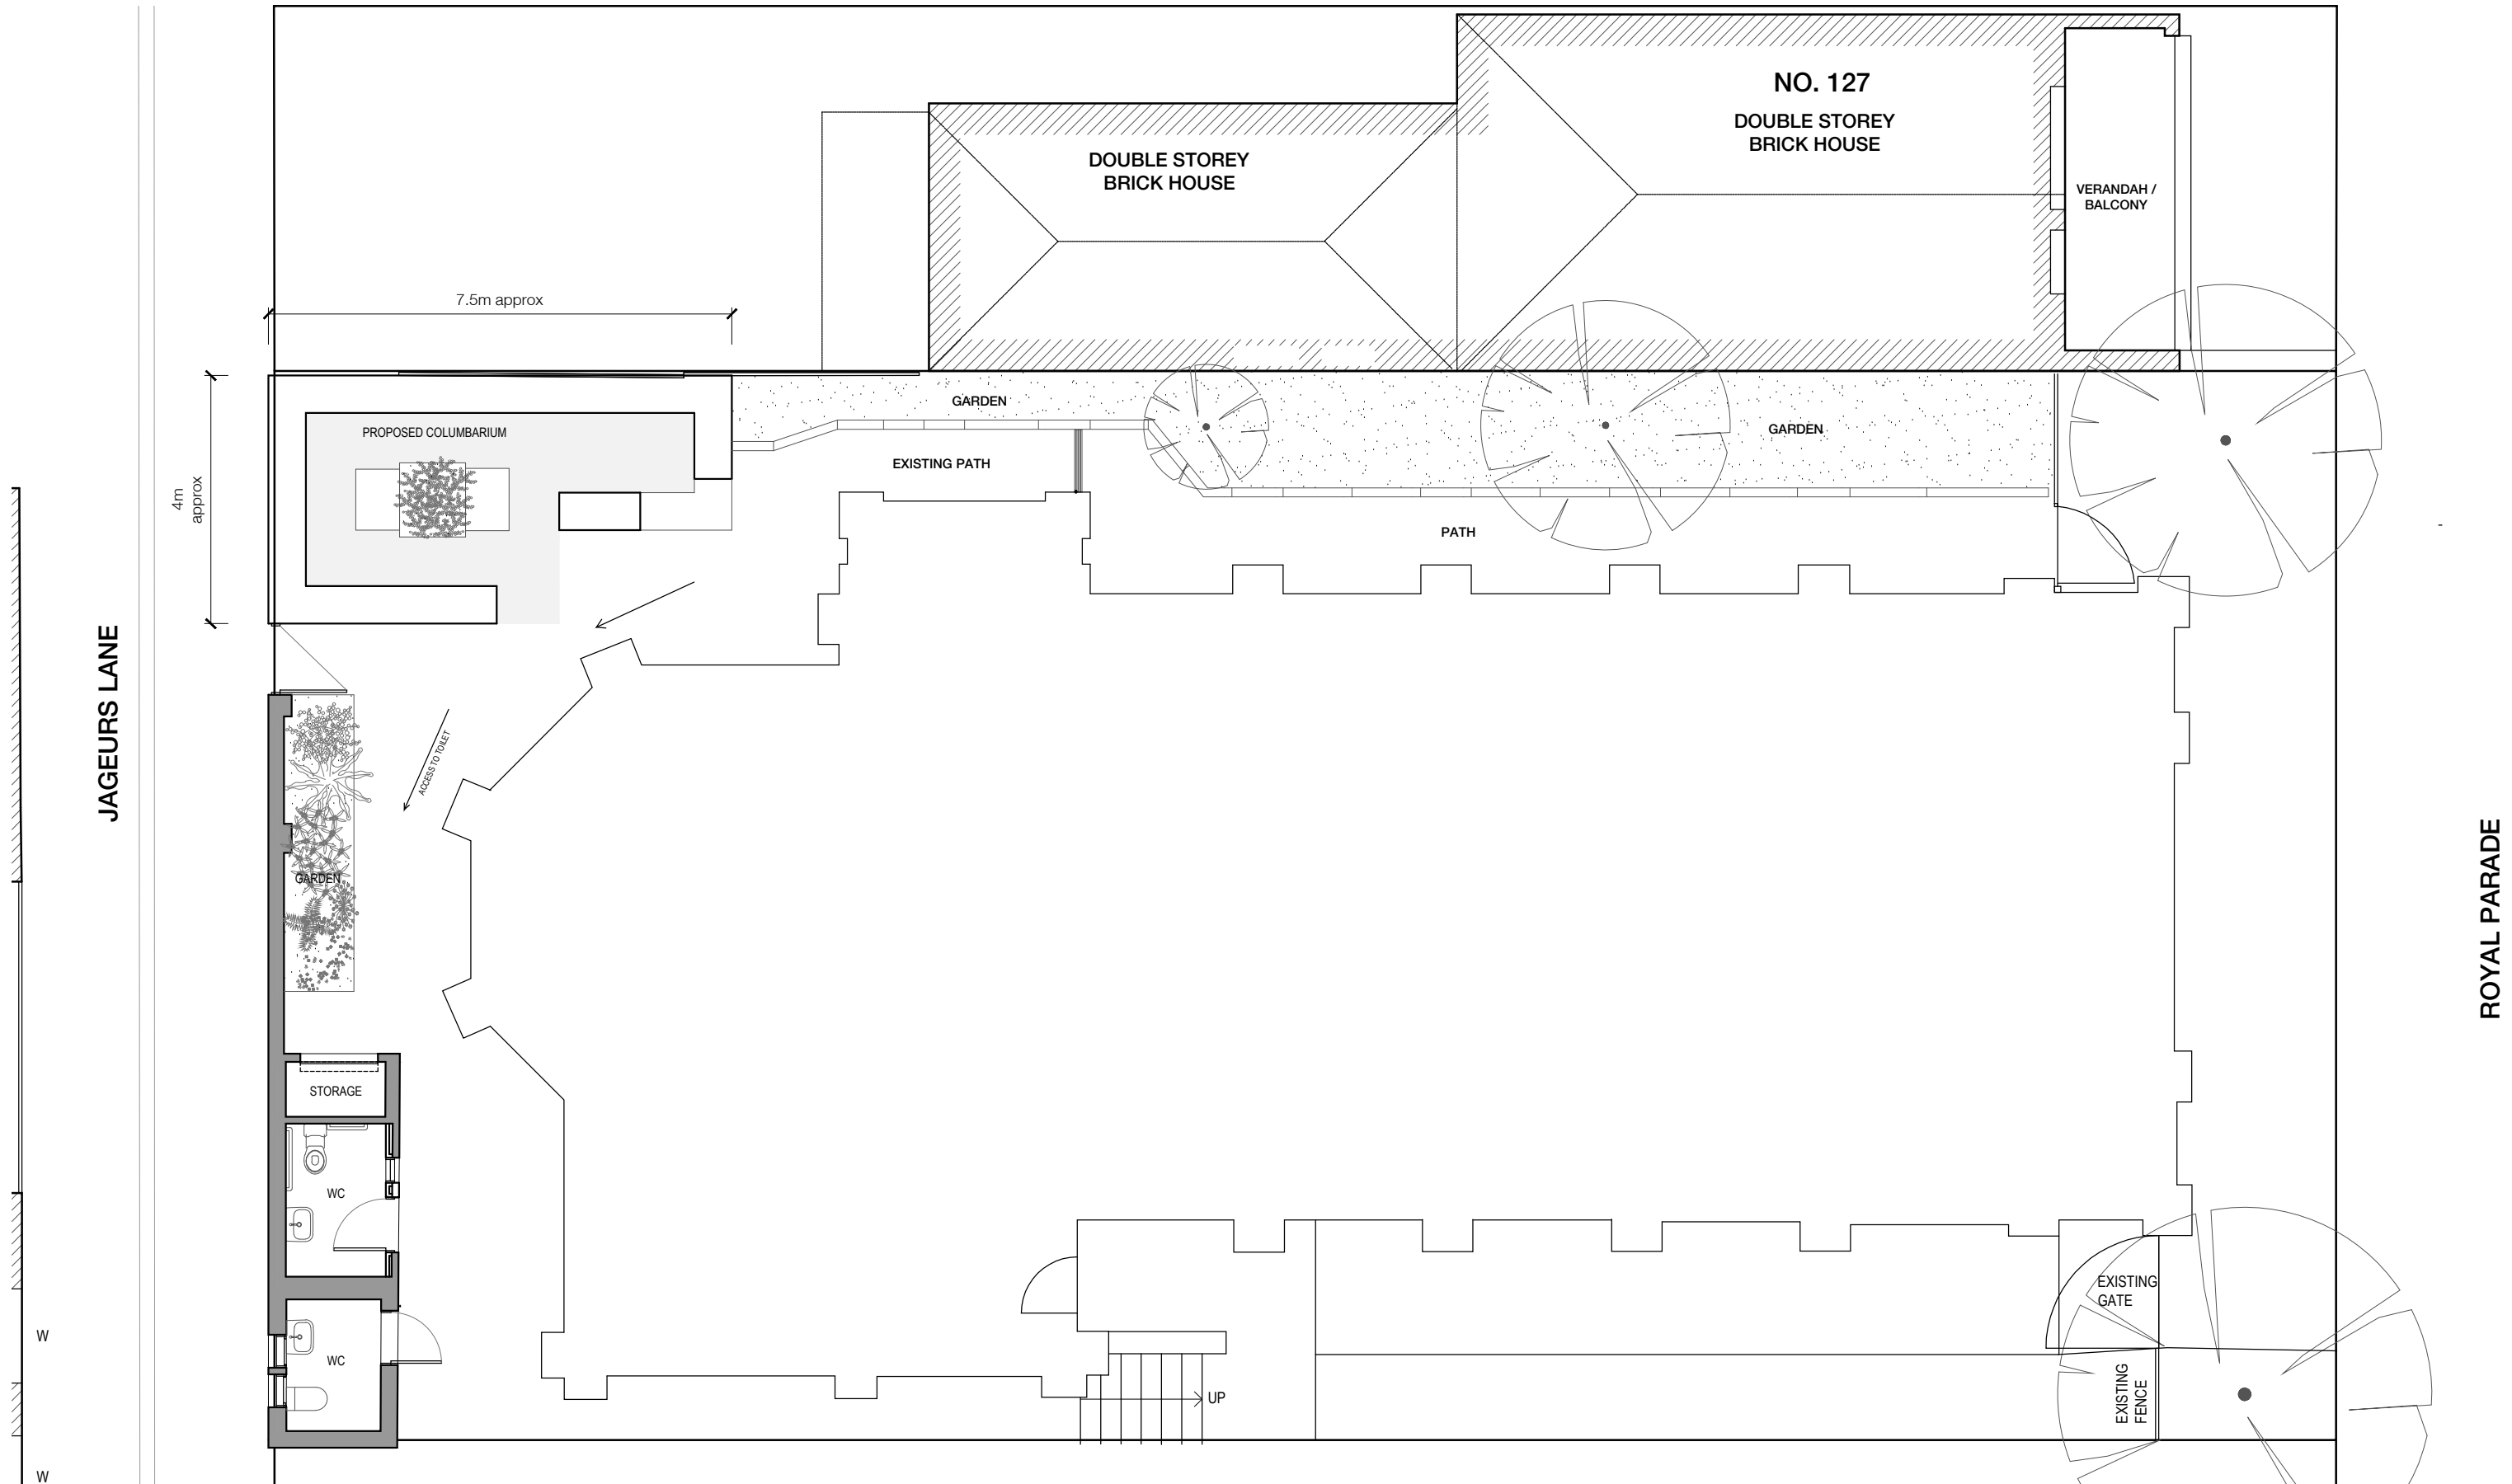 NO. 127
DOUBLE STOREY
BRICK HOUSE
DOUBLE STOREY
BRICK HOUSE
VERANDAH /
BALCONY
7.5m approx
GARDEN
PROPOSED COLUMBARIUM
GARDEN
EXISTING PATH
4m
approx
PATH
JAGEURS LANE
ACCESS TO TOILET
GARDEN
ROYAL PARADE
STORAGE
WC
EXISTING
GATE
W
WC
EXISTING
FENCE
UP
W